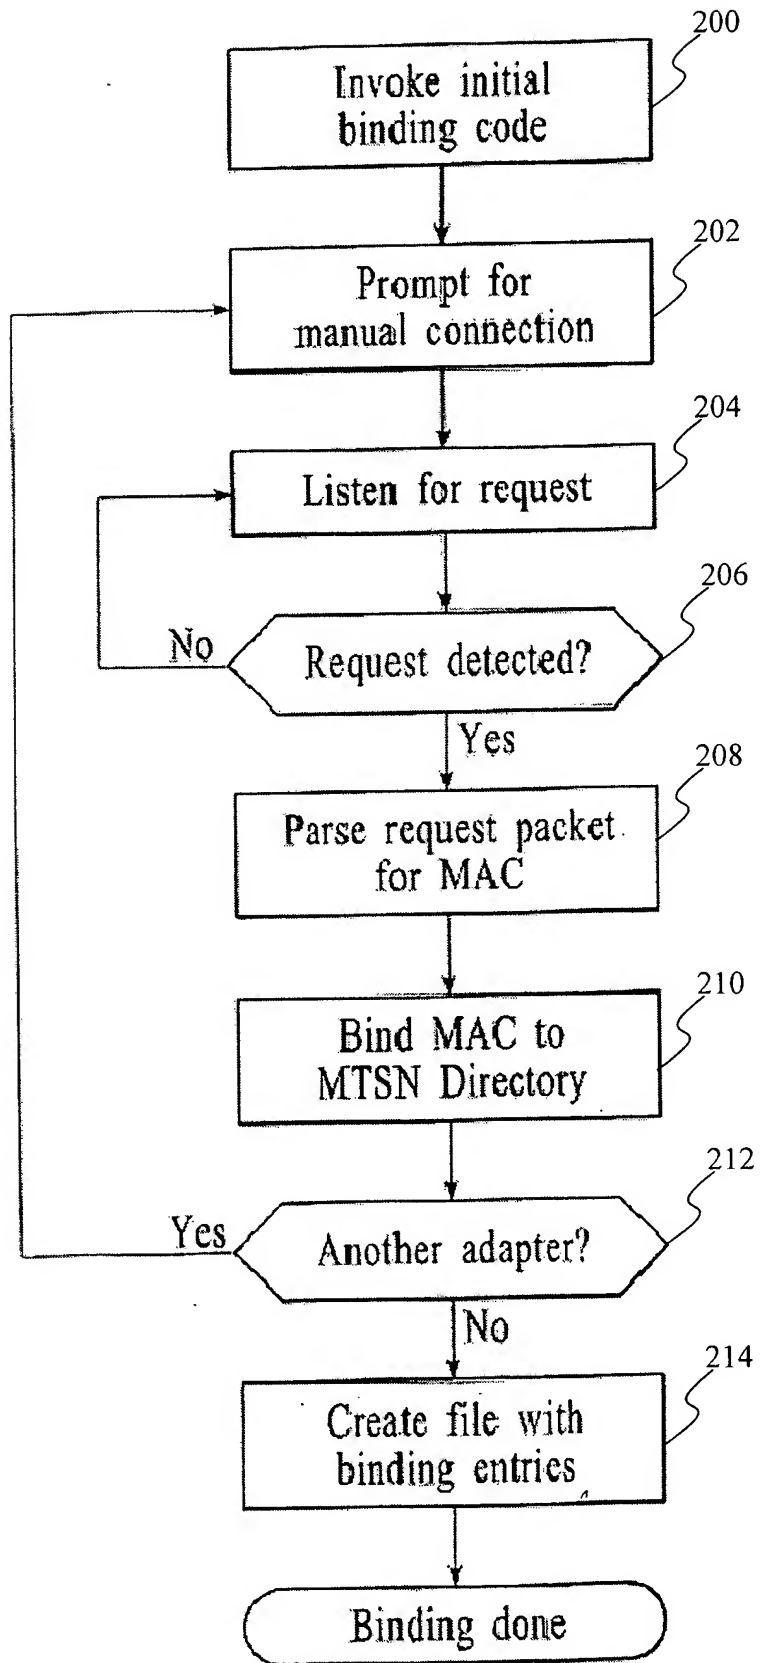 200
Invoke initial
binding code
202
Prompt for
manual connection
204
Listen for request
206
No
Request detected?
Yes
208
Parse request packet
for MAC
210
Bind MAC to
MTSN Directory
212
Yes
Another adapter?
No
214
Create file with
binding entries
Binding done